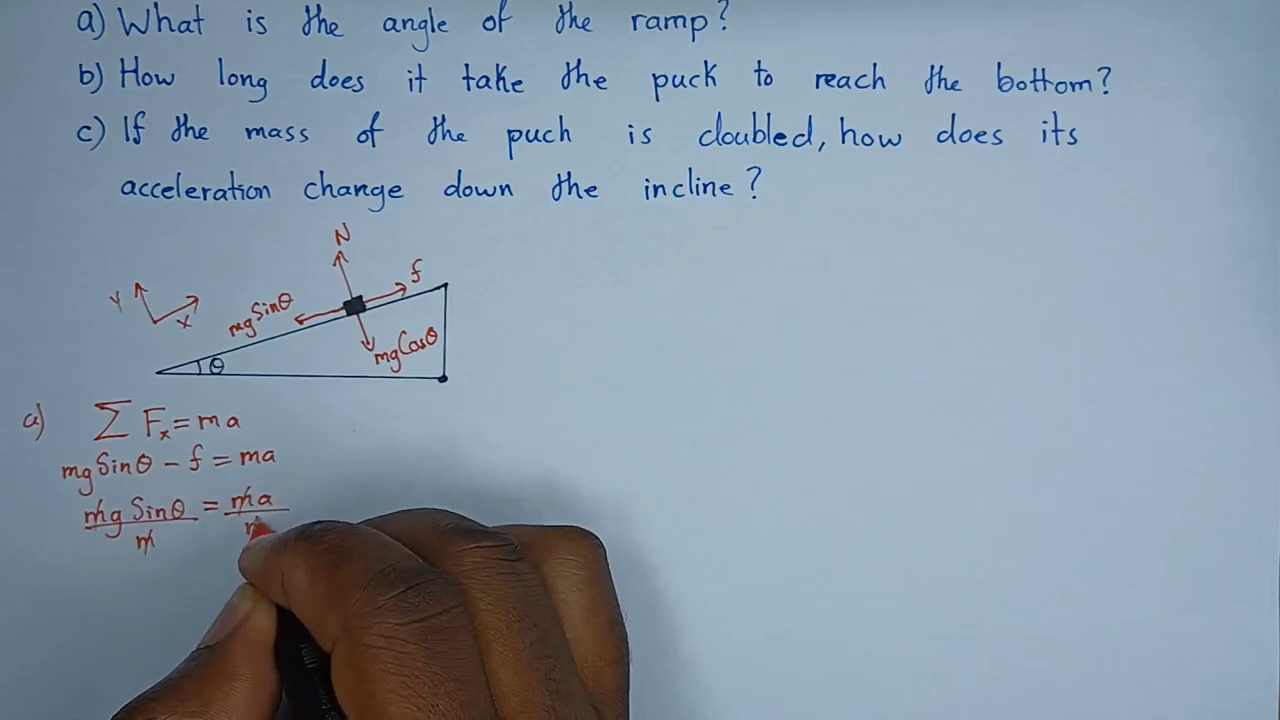 a) What is the angle of the ramp?
b) How long does it take the puck to reach the bottom?
c) If the mass of the puch is doubled, how does its
acceleration change down the incline?
N
f
Y
X
mg Sinθ
mg Cosθ
θ
a) Σ Fₓ = ma
mg Sinθ - f = ma
mg Sinθ = ma
m m